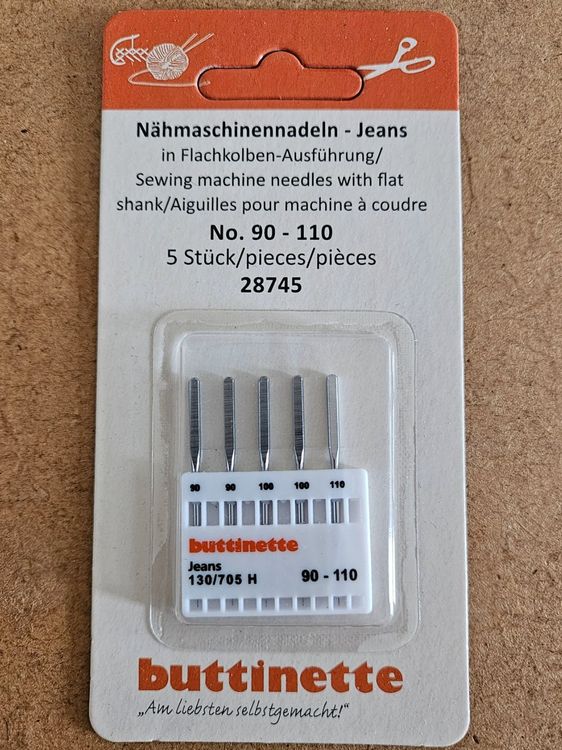 Nähmaschinennadeln - Jeans
in Flachkolben-Ausführung/
Sewing machine needles with flat
shank/Aiguilles pour machine à coudre
No. 90 - 110
5 Stück/pieces/pièces
28745
90 90 100 100 110
buttinette
Jeans
130/705 H 90 - 110
buttinette
„Am liebsten selbstgemacht!“